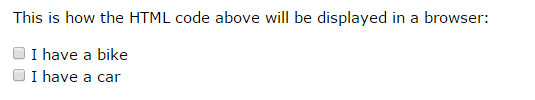 This is how the HTML code above will be displayed in a browser:
I have a bike
I have a car